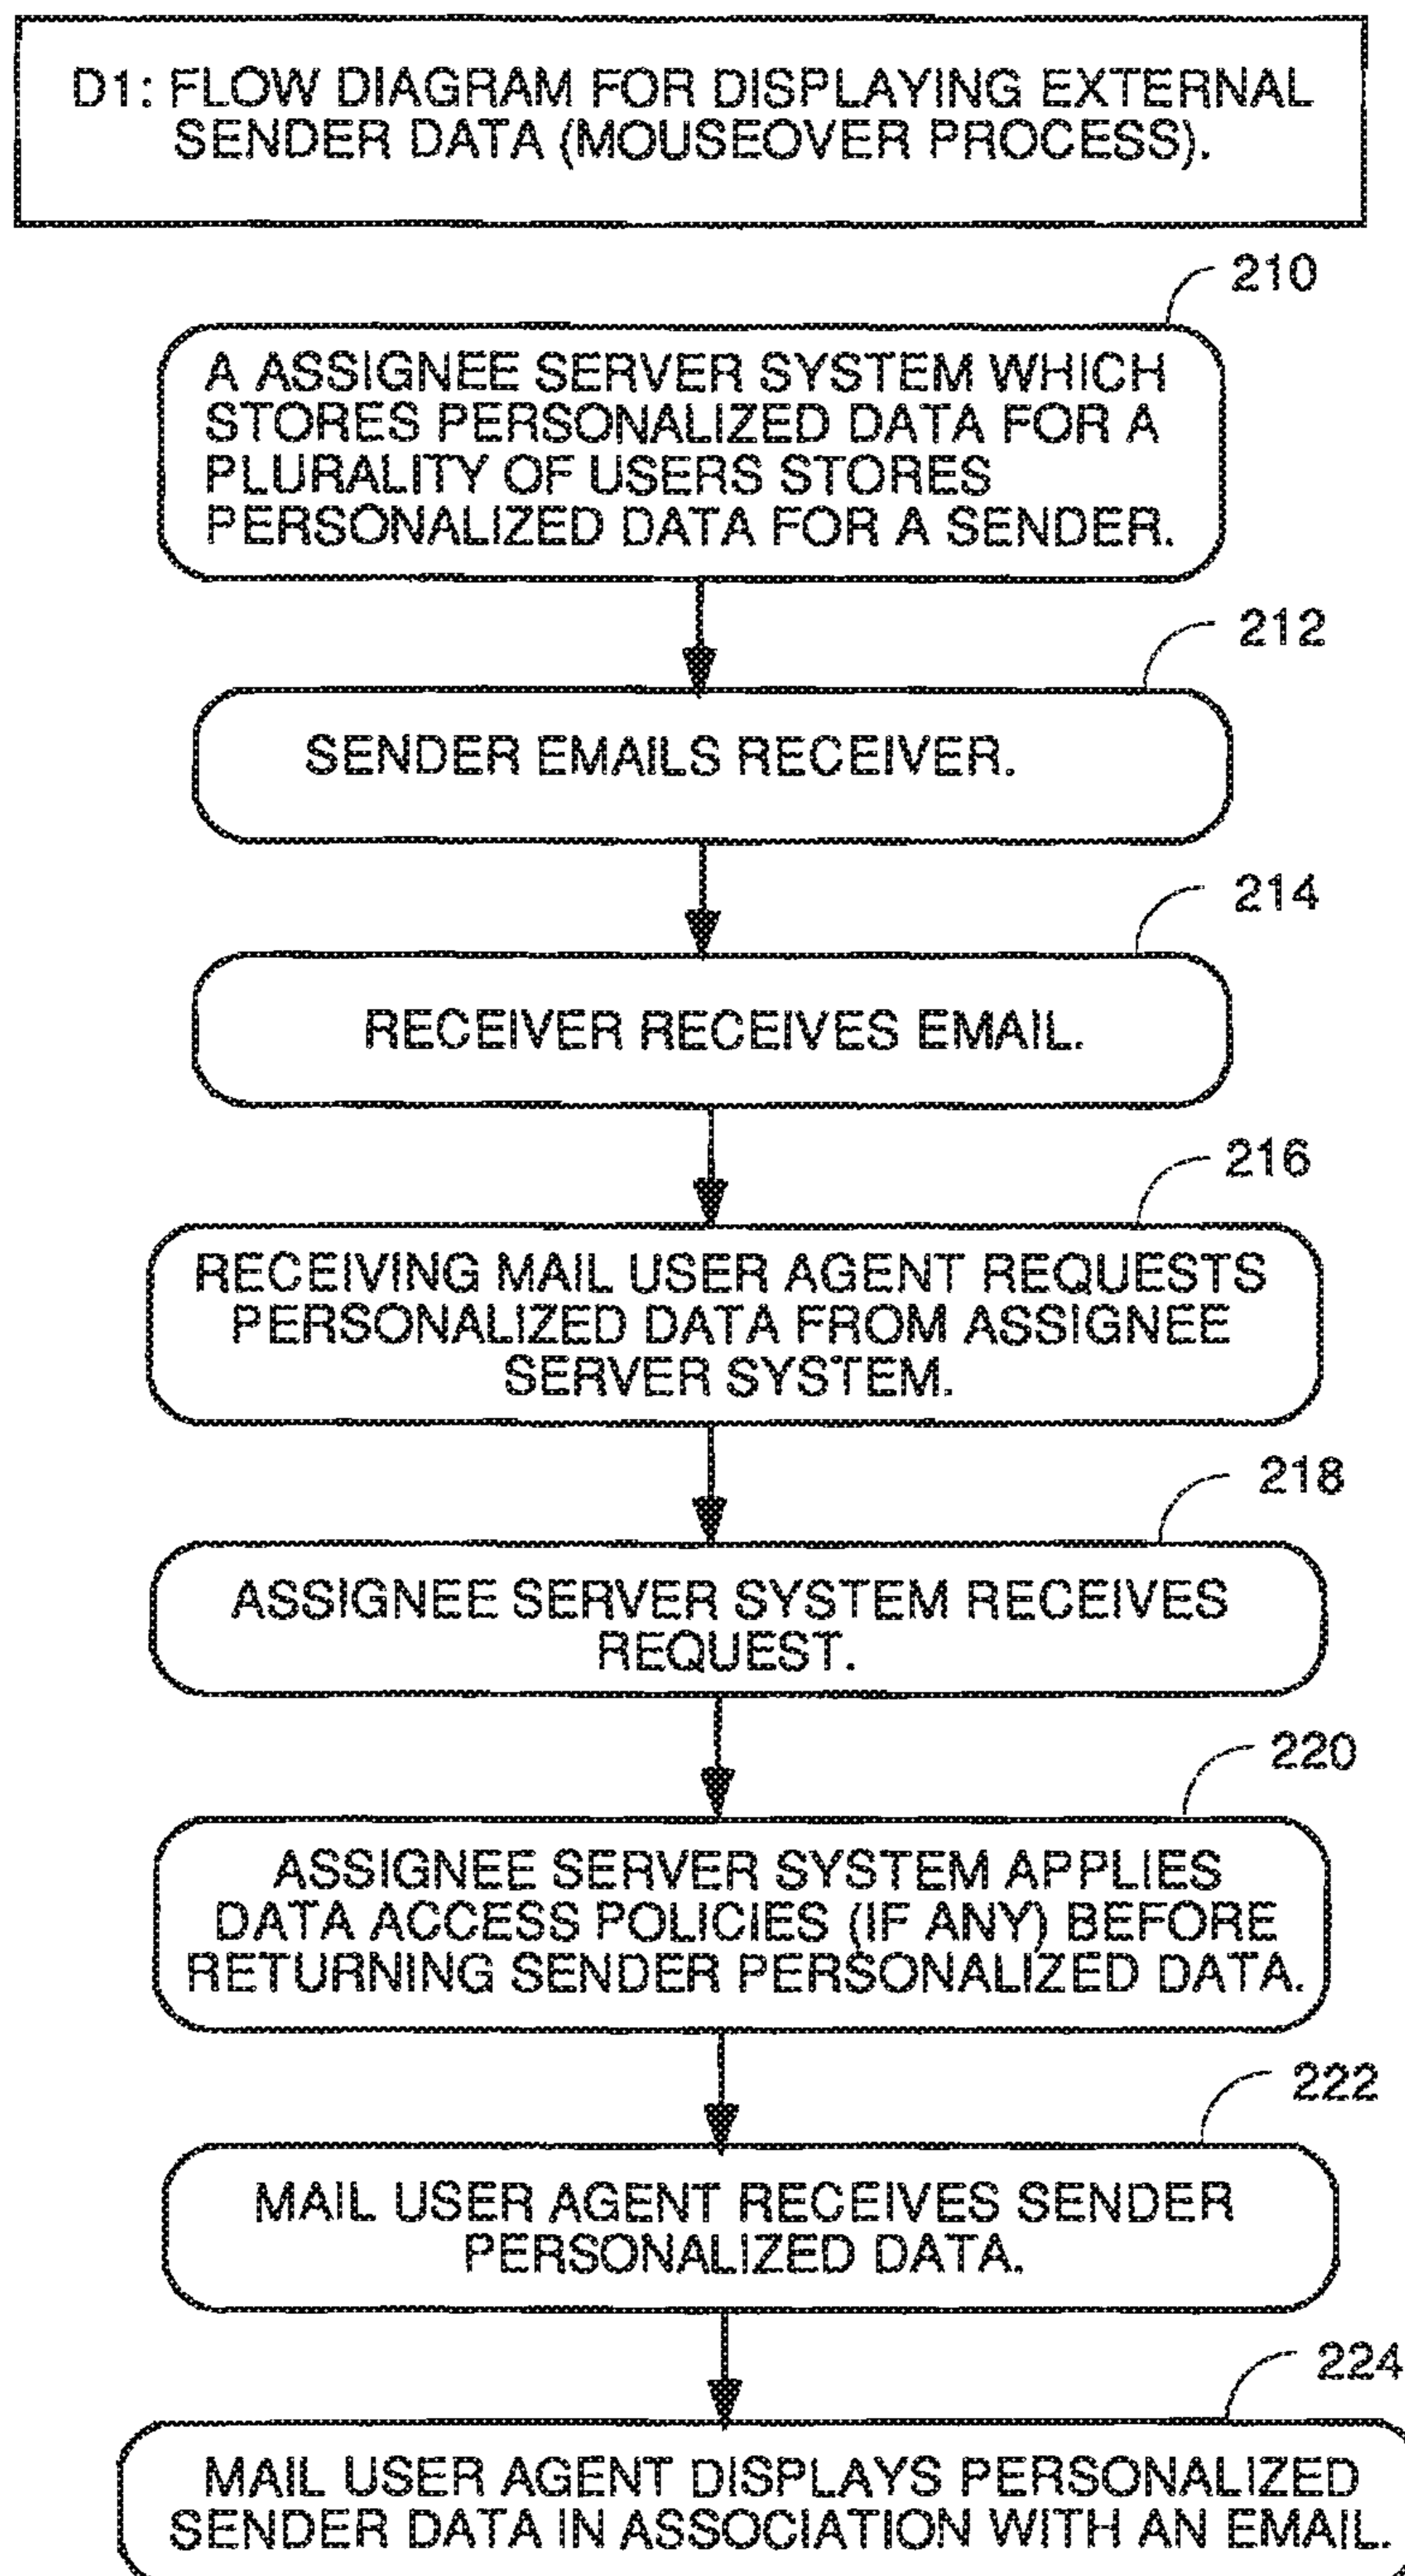 D1: FLOW DIAGRAM FOR DISPLAYING EXTERNAL
SENDER DATA (MOUSEOVER PROCESS).
210
A ASSIGNEE SERVER SYSTEM WHICH
STORES PERSONALIZED DATA FOR A
PLURALITY OF USERS STORES
PERSONALIZED DATA FOR A SENDER.
212
SENDER EMAILS RECEIVER.
214
RECEIVER RECEIVES EMAIL.
216
RECEIVING MAIL USER AGENT REQUESTS
PERSONALIZED DATA FROM ASSIGNEE
SERVER SYSTEM.
218
ASSIGNEE SERVER SYSTEM RECEIVES
REQUEST.
220
ASSIGNEE SERVER SYSTEM APPLIES
DATA ACCESS POLICIES (IF ANY) BEFORE
RETURNING SENDER PERSONALIZED DATA.
222
MAIL USER AGENT RECEIVES SENDER
PERSONALIZED DATA.
224
MAIL USER AGENT DISPLAYS PERSONALIZED
SENDER DATA IN ASSOCIATION WITH AN EMAIL.